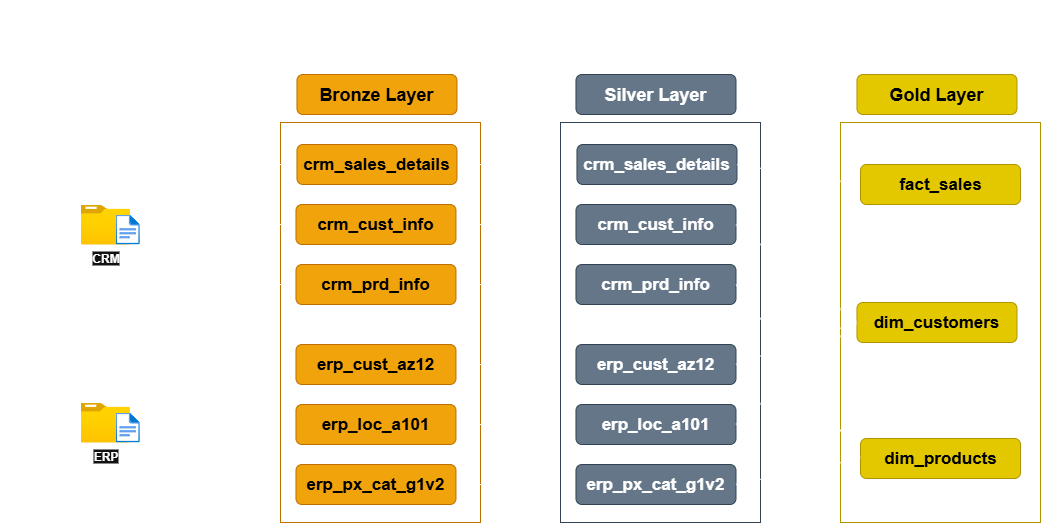 Bronze Layer
Silver Layer
Gold Layer
crm_sales_details
crm_cust_info
crm_prd_info
erp_cust_az12
erp_loc_a101
erp_px_cat_g1v2
crm_sales_details
crm_cust_info
crm_prd_info
erp_cust_az12
erp_loc_a101
erp_px_cat_g1v2
fact_sales
dim_customers
dim_products
CRM
ERP